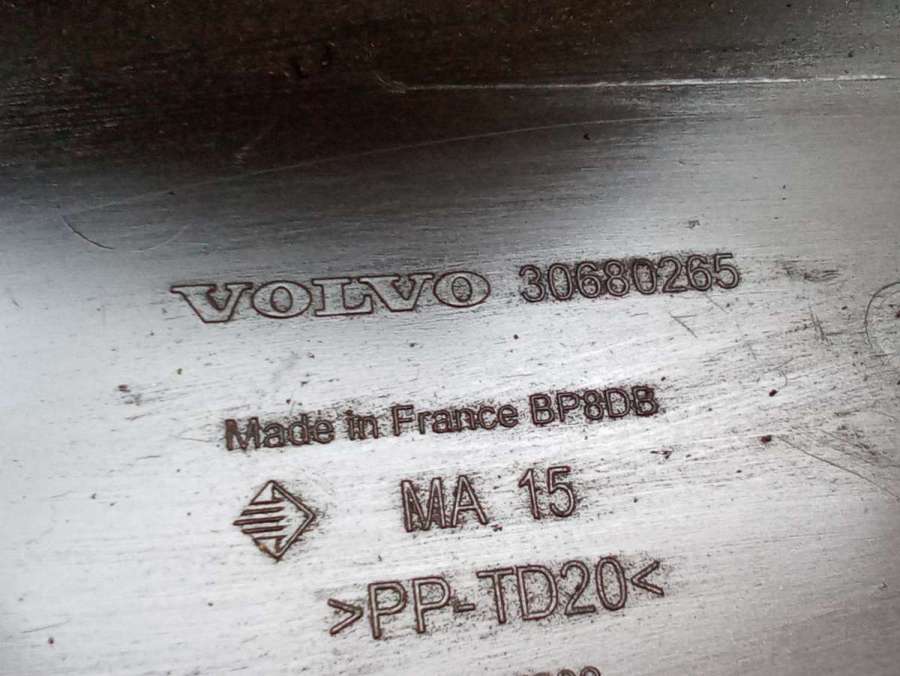 VOLVO 30680265
Made in France BP8DB
MA 15
>PP-TD20<